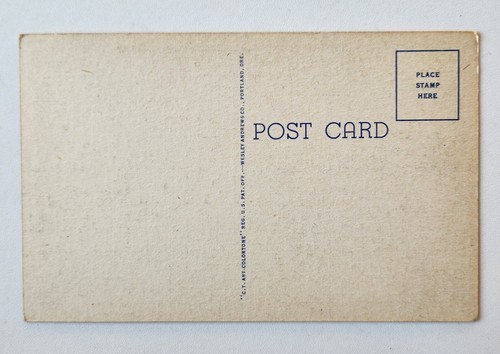 "C.T. ART-COLORTONE" REG. U.S. PAT. OFF.—WESLEY ANDREWS CO., PORTLAND, ORE.
POST CARD
PLACE
STAMP
HERE